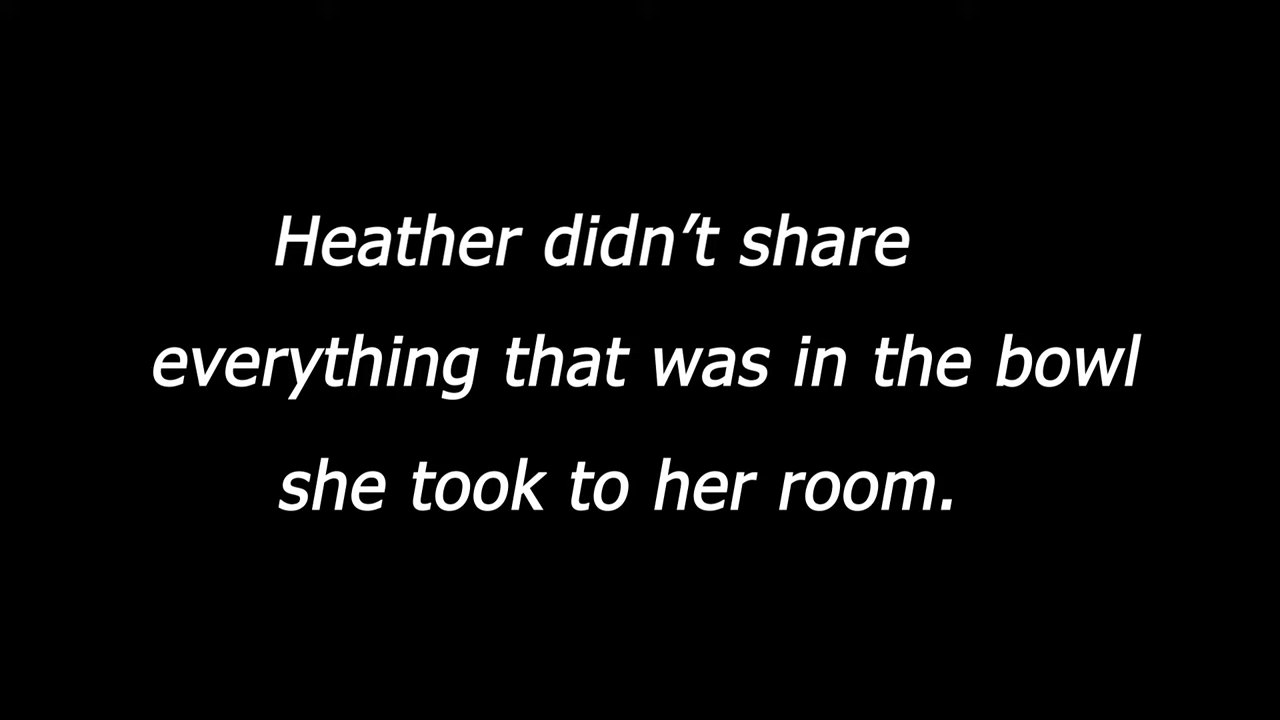 Heather didn’t share
everything that was in the bowl
she took to her room.